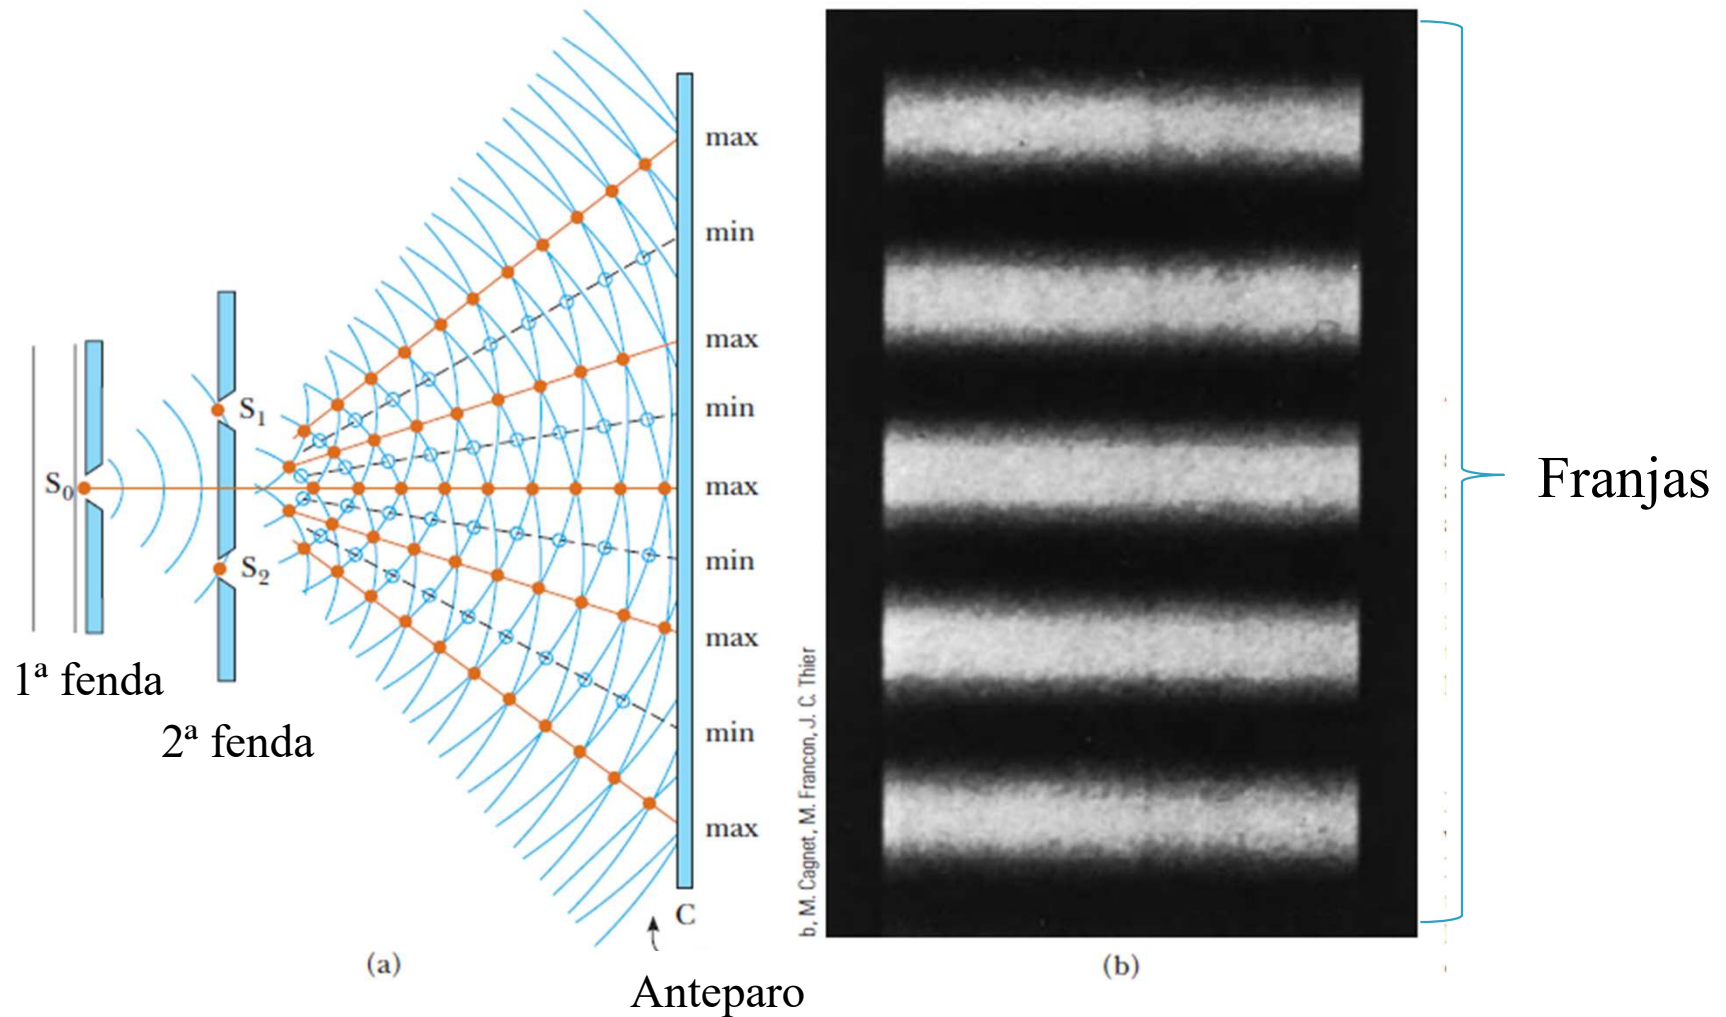 S0
S1
S2
1ª fenda
2ª fenda
max
min
max
min
max
min
max
min
max
C
Anteparo
(a)
b, M. Cagnet, M. Francon, J. C. Thier
(b)
Franjas